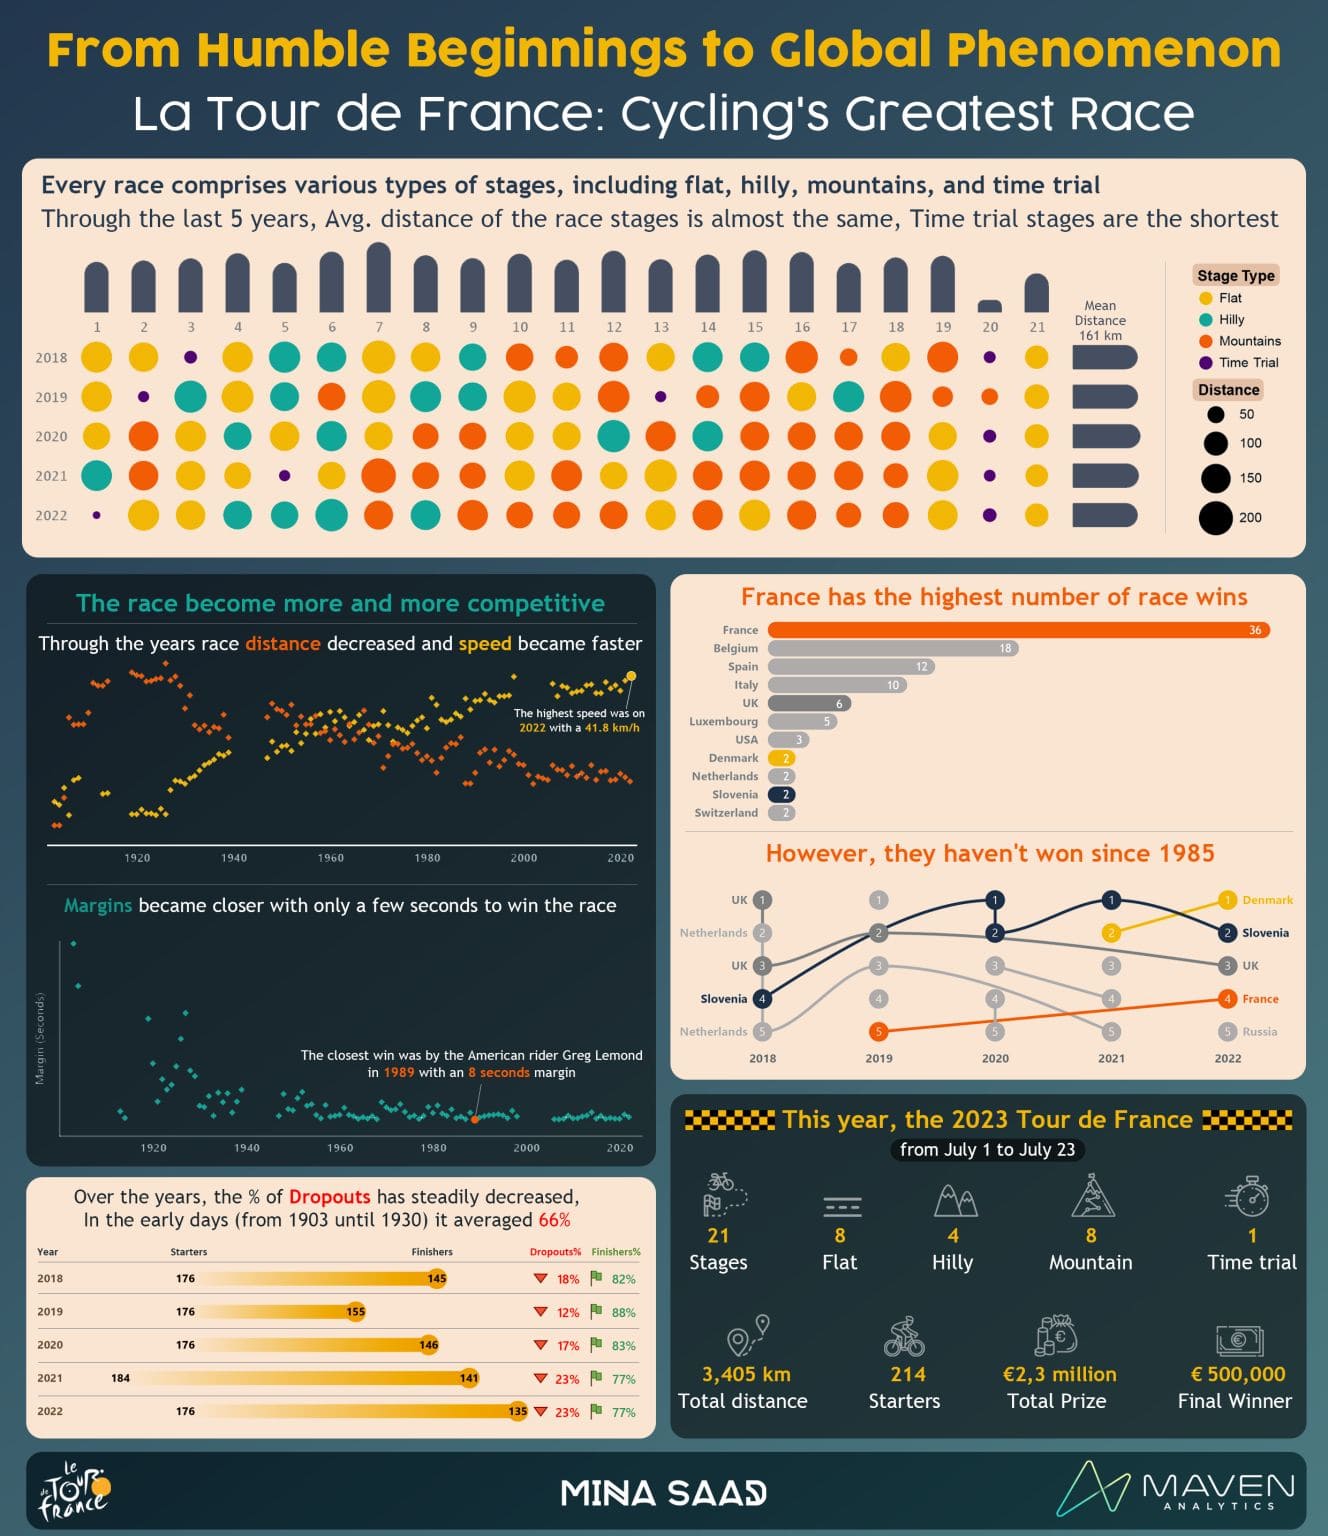 From Humble Beginnings to Global Phenomenon
La Tour de France: Cycling's Greatest Race
Every race comprises various types of stages, including flat, hilly, mountains, and time trial
Through the last 5 years, Avg. distance of the race stages is almost the same, Time trial stages are the shortest
1 2 3 4 5 6 7 8 9 10 11 12 13 14 15 16 17 18 19 20 21
Mean
Distance
161 km
2018
2019
2020
2021
2022
Stage Type
Flat
Hilly
Mountains
Time Trial
Distance
50
100
150
200
The race become more and more competitive
Through the years race distance decreased and speed became faster
The highest speed was on
2022 with a 41.8 km/h
1920 1940 1960 1980 2000 2020
Margins became closer with only a few seconds to win the race
Margin (Seconds)
The closest win was by the American rider Greg Lemond
in 1989 with an 8 seconds margin
1920 1940 1960 1980 2000 2020
France has the highest number of race wins
France 36
Belgium 18
Spain 12
Italy 10
UK 6
Luxembourg 5
USA 3
Denmark 2
Netherlands 2
Slovenia 2
Switzerland 2
However, they haven't won since 1985
UK 1 1 1 1 1 Denmark
Netherlands 2 2 2 2 2 Slovenia
UK 3 3 3 3 3 UK
Slovenia 4 4 4 4 4 France
Netherlands 5 5 5 5 5 Russia
2018 2019 2020 2021 2022
Over the years, the % of Dropouts has steadily decreased,
In the early days (from 1903 until 1930) it averaged 66%
Year Starters Finishers Dropouts% Finishers%
2018 176 145 18% 82%
2019 176 155 12% 88%
2020 176 146 17% 83%
2021 184 141 23% 77%
2022 176 135 23% 77%
This year, the 2023 Tour de France
from July 1 to July 23
21 8 4 8 1
Stages Flat Hilly Mountain Time trial
3,405 km 214 €2,3 million € 500,000
Total distance Starters Total Prize Final Winner
le
Tour
de
france
MINA SAAD
MAVEN
ANALYTICS